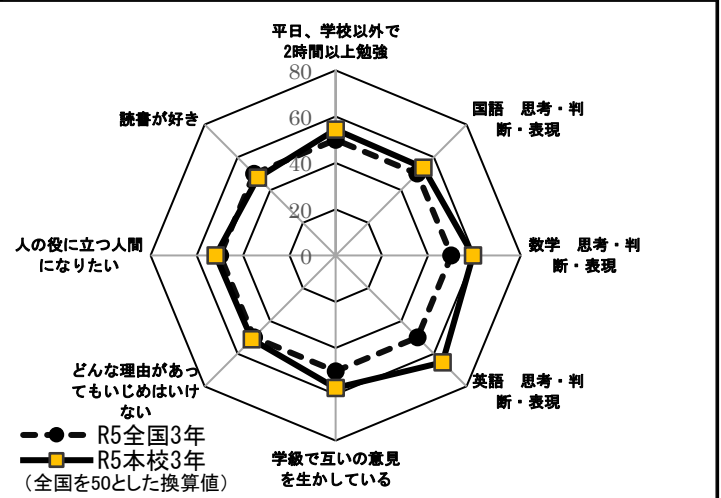 平日、学校以外で
2時間以上勉強
国語　思考・判
断・表現
数学　思考・判
断・表現
英語　思考・判
断・表現
学級で互いの意見
を生かしている
どんな理由があっ
てもいじめはいけ
ない
人の役に立つ人間
になりたい
読書が好き
80
60
40
20
0
R5全国3年
R5本校3年
（全国を50とした換算値）